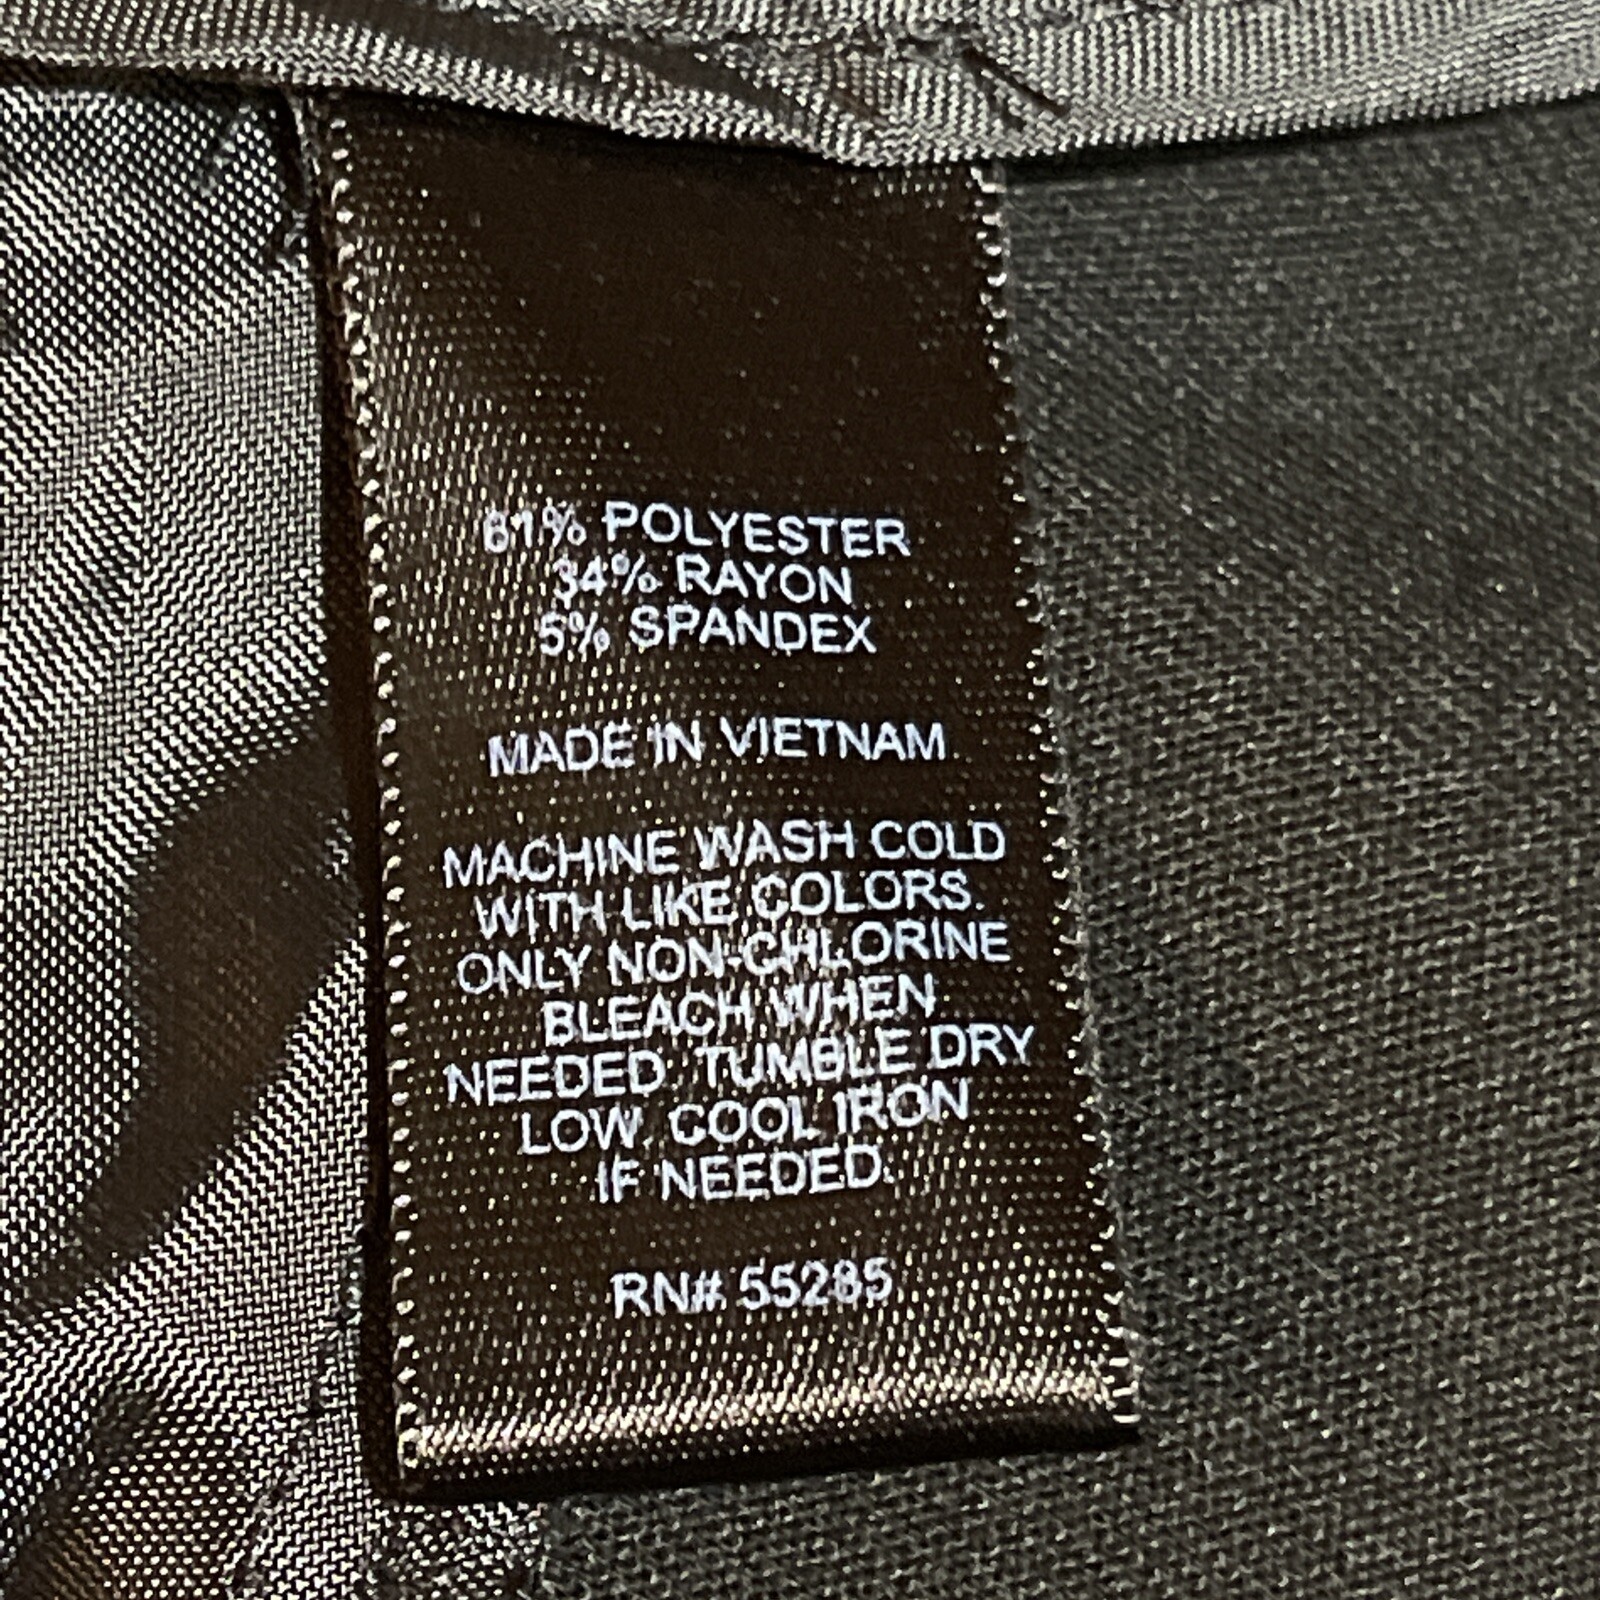 61% POLYESTER
34% RAYON
5% SPANDEX
MADE IN VIETNAM
MACHINE WASH COLD
WITH LIKE COLORS.
ONLY NON-CHLORINE
BLEACH WHEN
NEEDED. TUMBLE DRY
LOW. COOL IRON
IF NEEDED.
RN# 55285